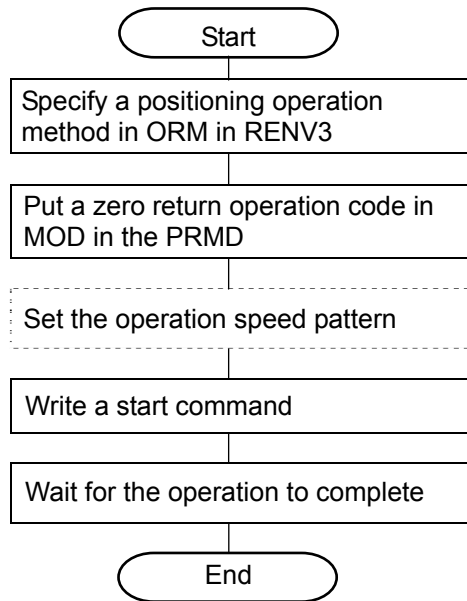 Start
Specify a positioning operation
method in ORM in RENV3
Put a zero return operation code in
MOD in the PRMD
Set the operation speed pattern
Write a start command
Wait for the operation to complete
End